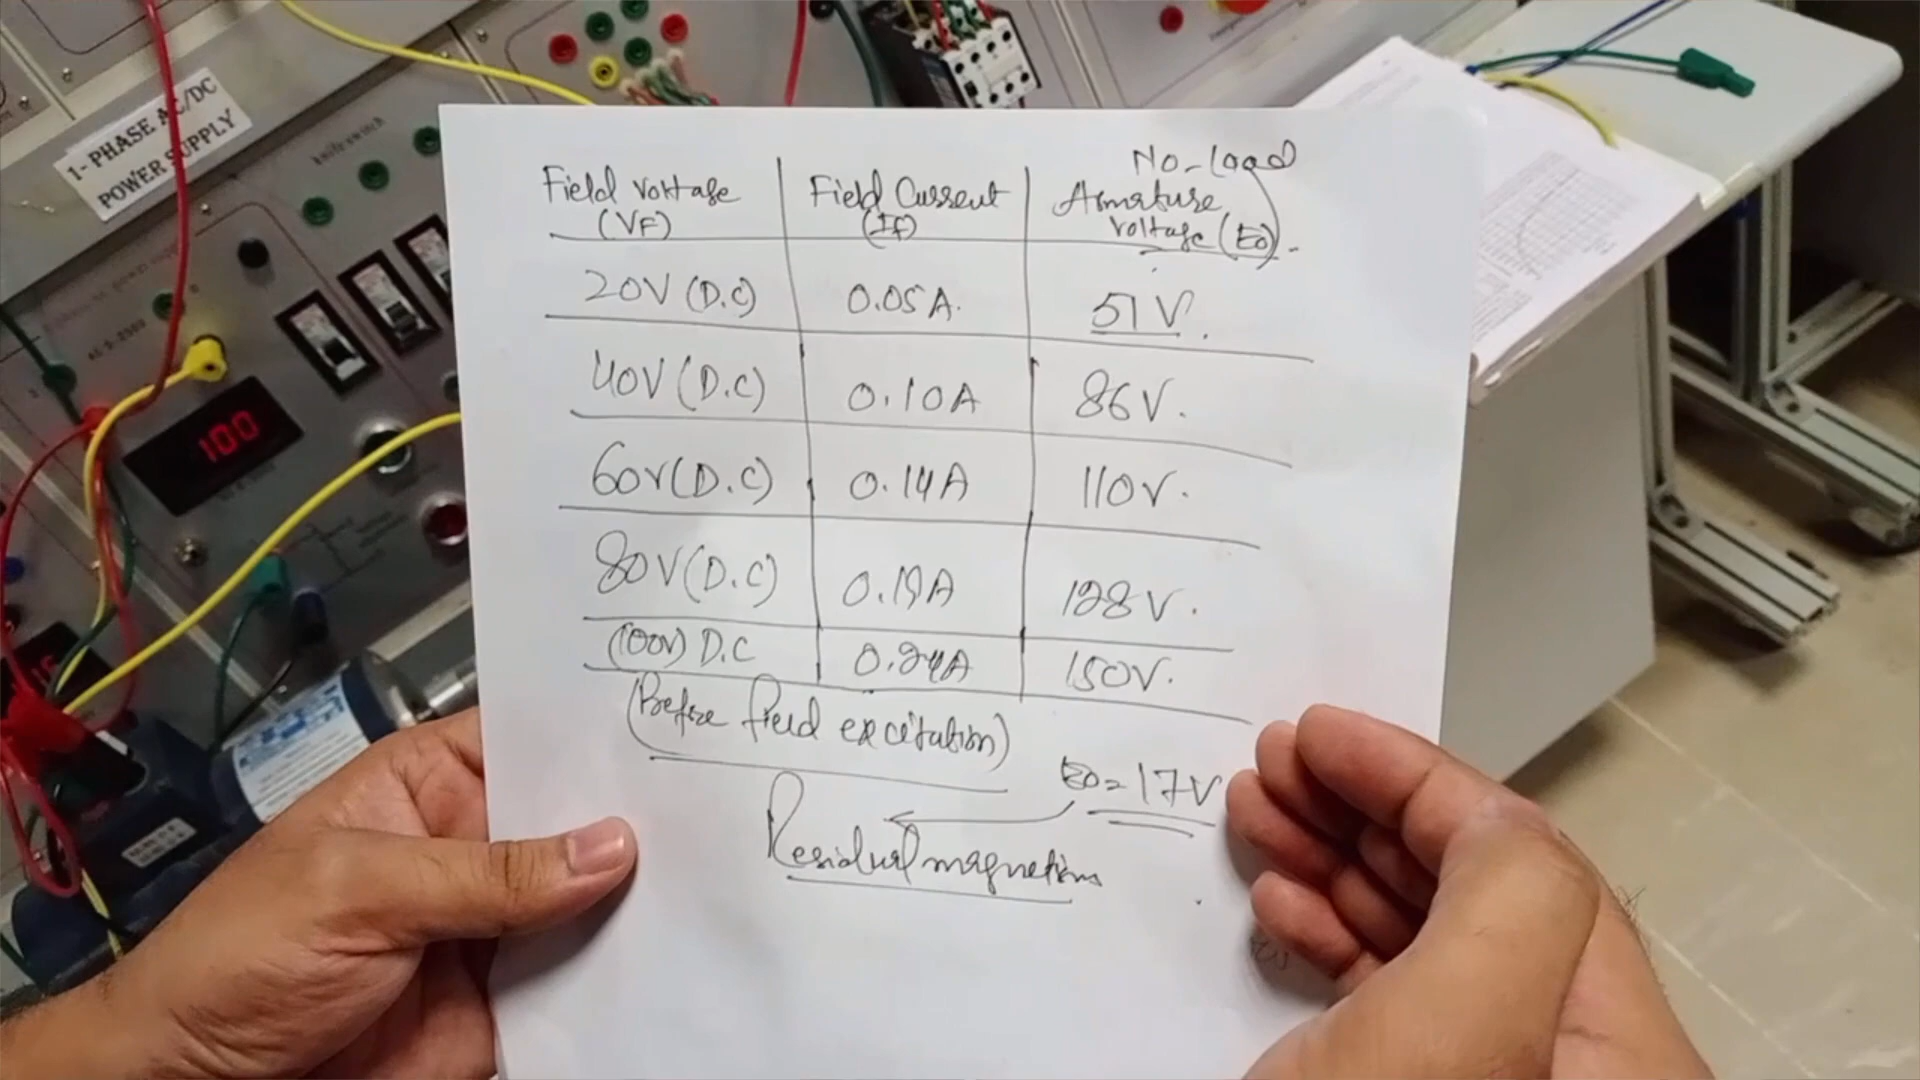 1- PHASE AC/DC
POWER SUPPLY
100
No-load
Field Voltage (VF)
Field Current (If)
Armature Voltage (Eo).
20V (D.C) 0.05A. 51V.
40V (D.C) 0.10A 86V.
60V (D.C) 0.14A 110V.
80V (D.C) 0.19A 128V.
(100V) D.C 0.24A 150V.
(Before field excitation)
Eo = 17V
Residual magnetism